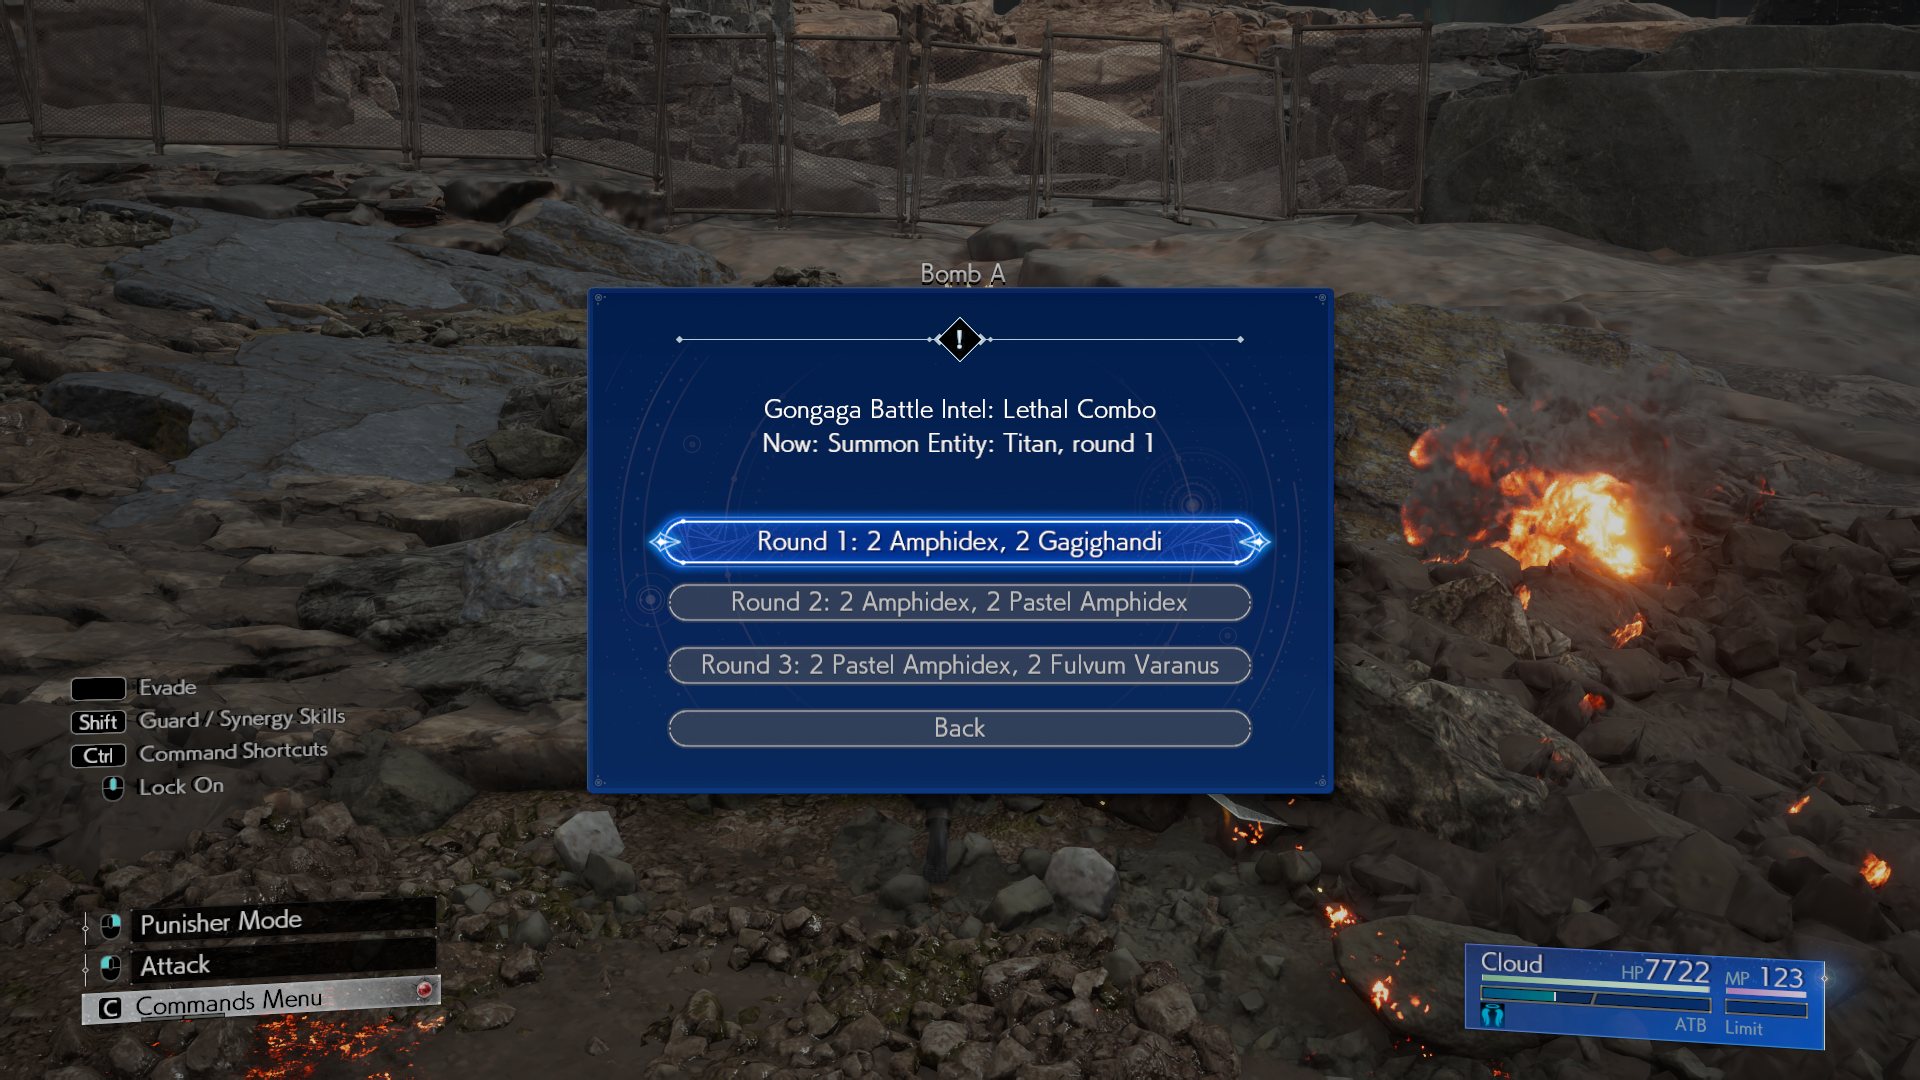 Bomb A
!
Gongaga Battle Intel: Lethal Combo
Now: Summon Entity: Titan, round 1
Round 1: 2 Amphidex, 2 Gagighandi
Round 2: 2 Amphidex, 2 Pastel Amphidex
Round 3: 2 Pastel Amphidex, 2 Fulvum Varanus
Back
Evade
Shift Guard / Synergy Skills
Ctrl Command Shortcuts
Lock On
Punisher Mode
Attack
C Commands Menu
Cloud HP 7722 MP 123
ATB Limit